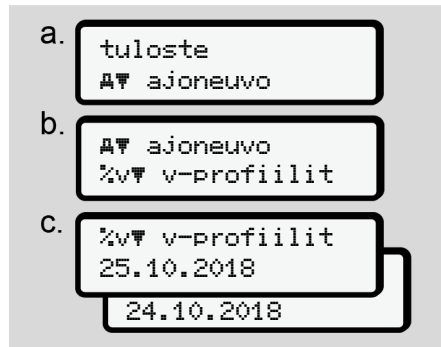 a.
tuloste
A▼ ajoneuvo
b.
A▼ ajoneuvo
%v▼ v-profiilit
c.
%v▼ v-profiilit
25.10.2018
24.10.2018